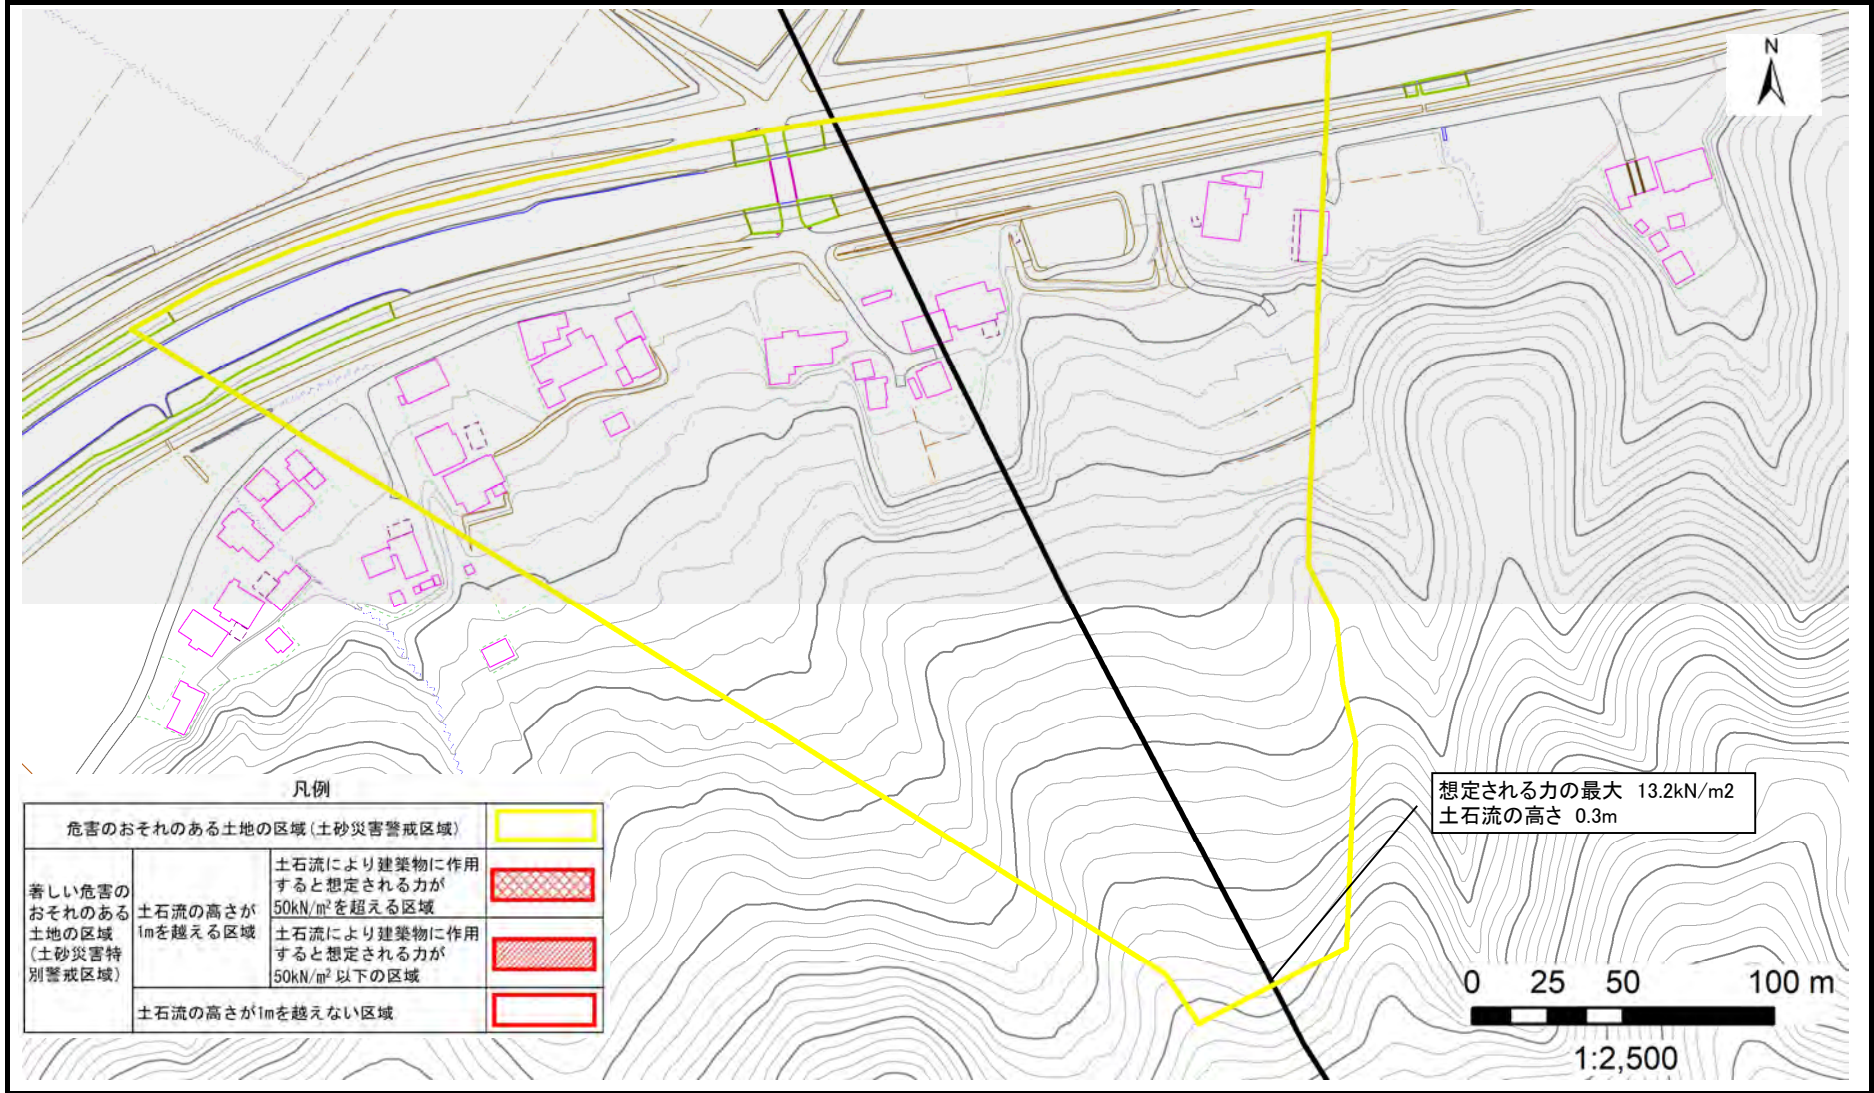 N
想定される力の最大 13.2kN/m2
土石流の高さ 0.3m
凡例
危害のおそれのある土地の区域(土砂災害警戒区域)
著しい危害の
おそれのある
土地の区域
(土砂災害特
別警戒区域)
土石流の高さが
1mを越える区域
土石流により建築物に作用
すると想定される力が
50kN/m²を超える区域
土石流により建築物に作用
すると想定される力が
50kN/m²以下の区域
土石流の高さが1mを越えない区域
0 25 50 100 m
1:2,500